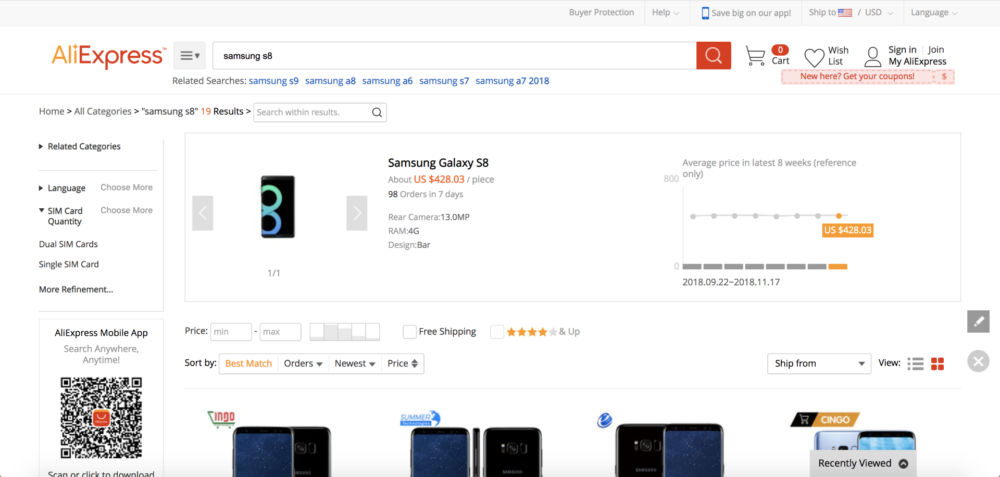 Buyer Protection
Help
Save big on our app!
Ship to / USD
Language
AliExpress™
samsung s8
0
Cart
Wish
List
Sign in
Join
My AliExpress
New here? Get your coupons!
$
Related Searches: samsung s9 samsung a8 samsung a6 samsung s7 samsung a7 2018
Home > All Categories > "samsung s8" 19 Results >
Search within results.
Related Categories
Language
Choose More
SIM Card
Quantity
Choose More
Dual SIM Cards
Single SIM Card
More Refinement...
AliExpress Mobile App
Search Anywhere,
Anytime!
AliExpress
Scan or click to download
1/1
Samsung Galaxy S8
About US $428.03 / piece
98 Orders in 7 days
Rear Camera:13.0MP
RAM:4G
Design:Bar
Average price in latest 8 weeks (reference
only)
800
US $428.03
0
2018.09.22~2018.11.17
Price:
min
-
max
Free Shipping
& Up
Sort by:
Best Match
Orders
Newest
Price
Ship from
View:
CINGO
SAMSUNG
SUMMER
Technologies
SAMSUNG
SAMSUNG
CINGO
Recently Viewed